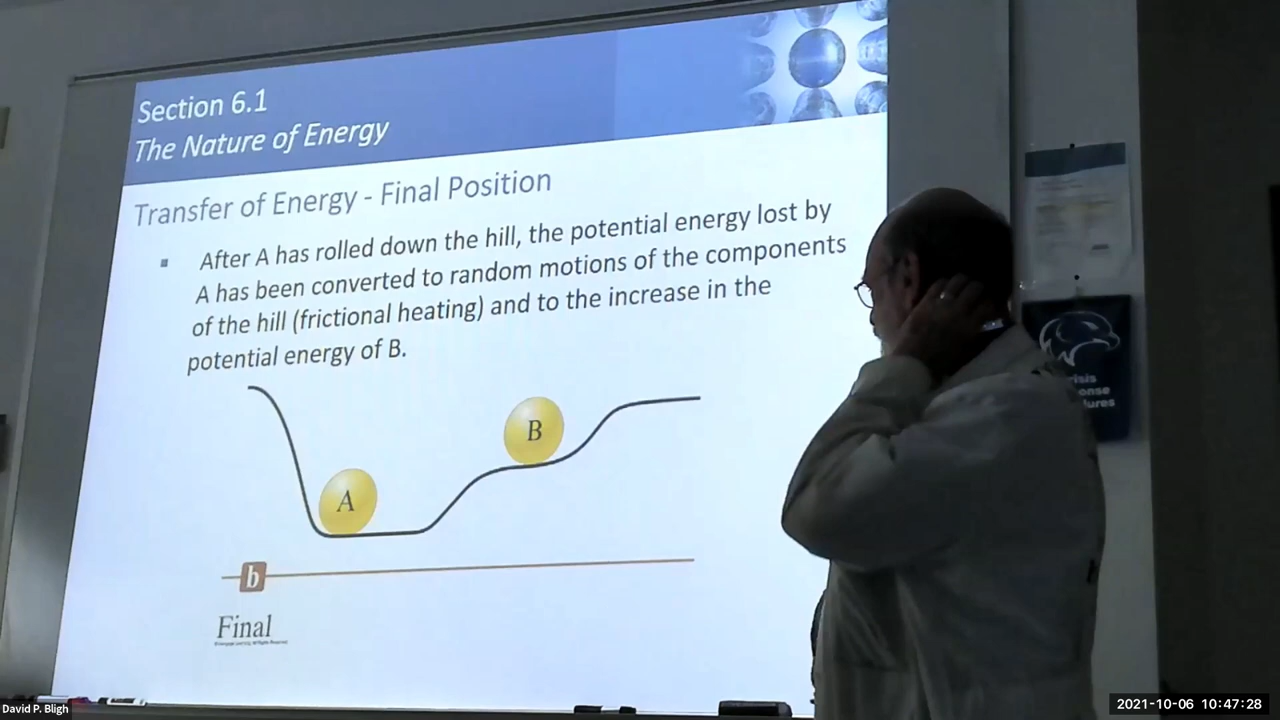 Section 6.1
The Nature of Energy
Transfer of Energy - Final Position
After A has rolled down the hill, the potential energy lost by
A has been converted to random motions of the components
of the hill (frictional heating) and to the increase in the
potential energy of B.
B
A
b
Final
David P. Bligh
2021-10-06 10:47:28